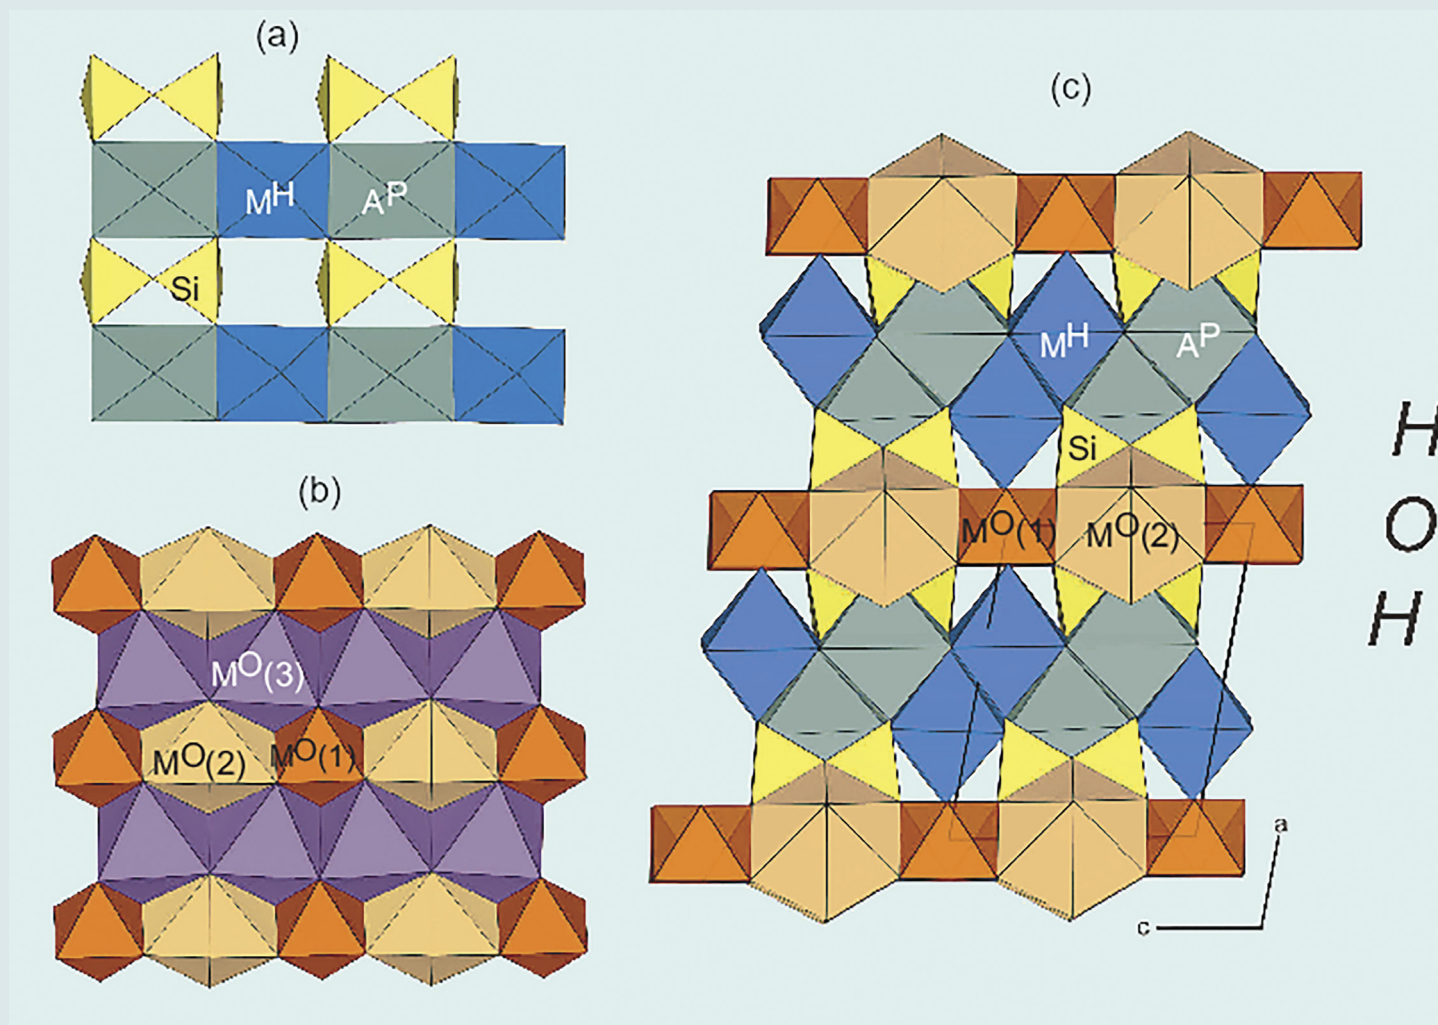 (a)
M^H
A^P
Si
(b)
M^O(3)
M^O(2)
M^O(1)
(c)
M^H
A^P
Si
M^O(1)
M^O(2)
H
O
H
a
c